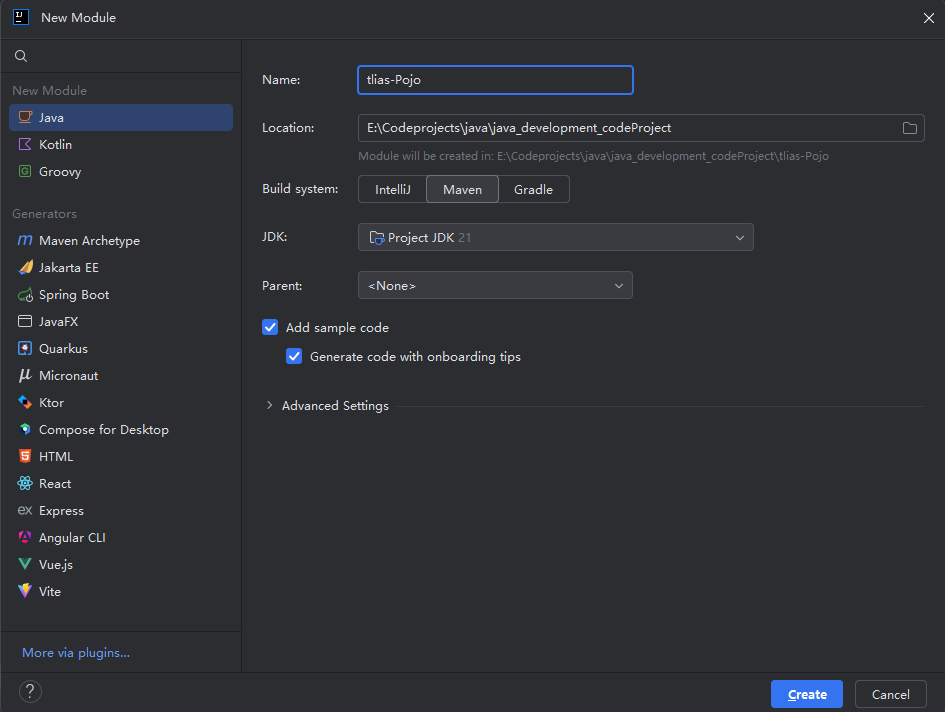 New Module
New Module
Java
Kotlin
Groovy
Generators
Maven Archetype
Jakarta EE
Spring Boot
JavaFX
Quarkus
Micronaut
Ktor
Compose for Desktop
HTML
React
Express
Angular CLI
Vue.js
Vite
More via plugins...
Name: tlias-Pojo
Location: E:\Codeprojects\java\java_development_codeProject
Module will be created in: E:\Codeprojects\java\java_development_codeProject\tlias-Pojo
Build system: IntelliJ Maven Gradle
JDK: Project JDK 21
Parent: <None>
Add sample code
Generate code with onboarding tips
Advanced Settings
? Create Cancel